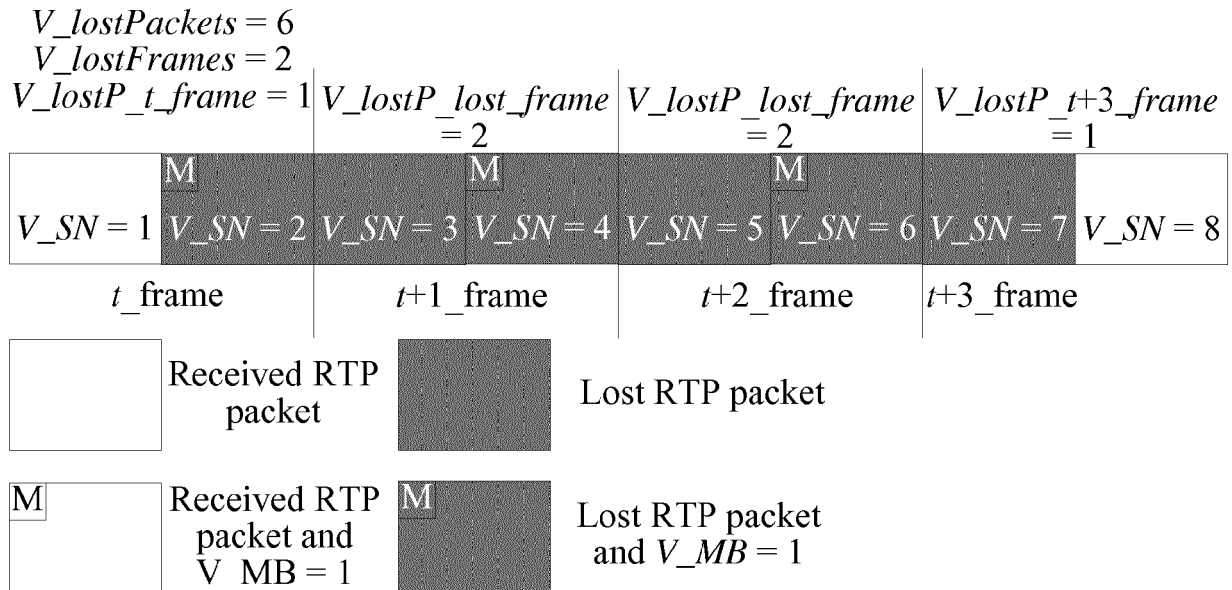 V_lostPackets = 6
V_lostFrames = 2
V_lostP_t_frame = 1
V_lostP_lost_frame
= 2
V_lostP_lost_frame
= 2
V_lostP_t+3_frame
= 1
M
M
M
V_SN = 1
V_SN = 2
V_SN = 3
V_SN = 4
V_SN = 5
V_SN = 6
V_SN = 7
V_SN = 8
t_frame
t+1_frame
t+2_frame
t+3_frame
Received RTP
packet
Lost RTP packet
M
Received RTP
packet and
V_MB = 1
M
Lost RTP packet
and V_MB = 1